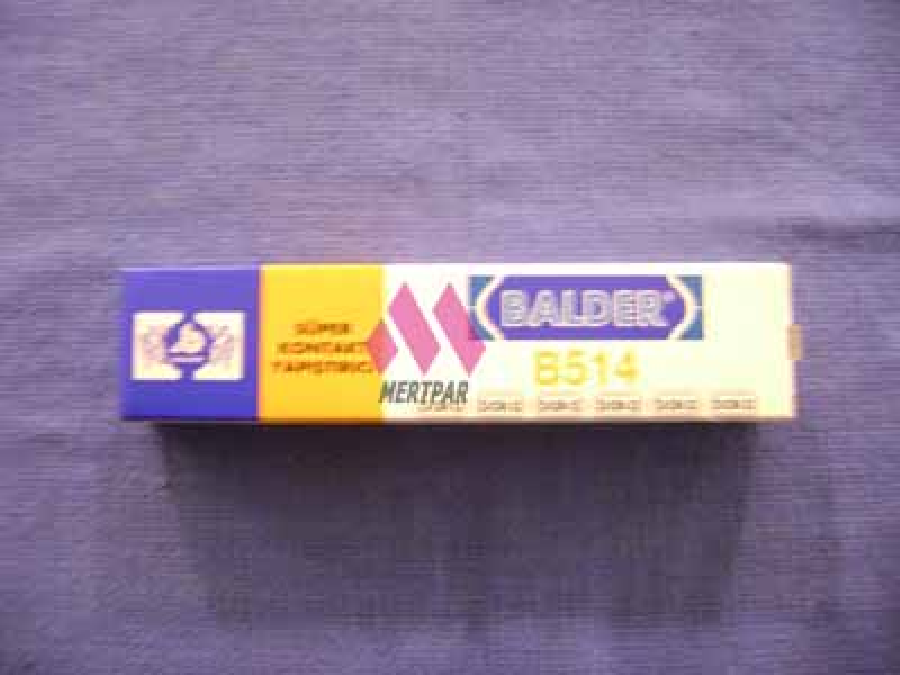 SÜPER
KONTAKT
YAPIŞTIRICI
MERTPAR
BALDER®
B514